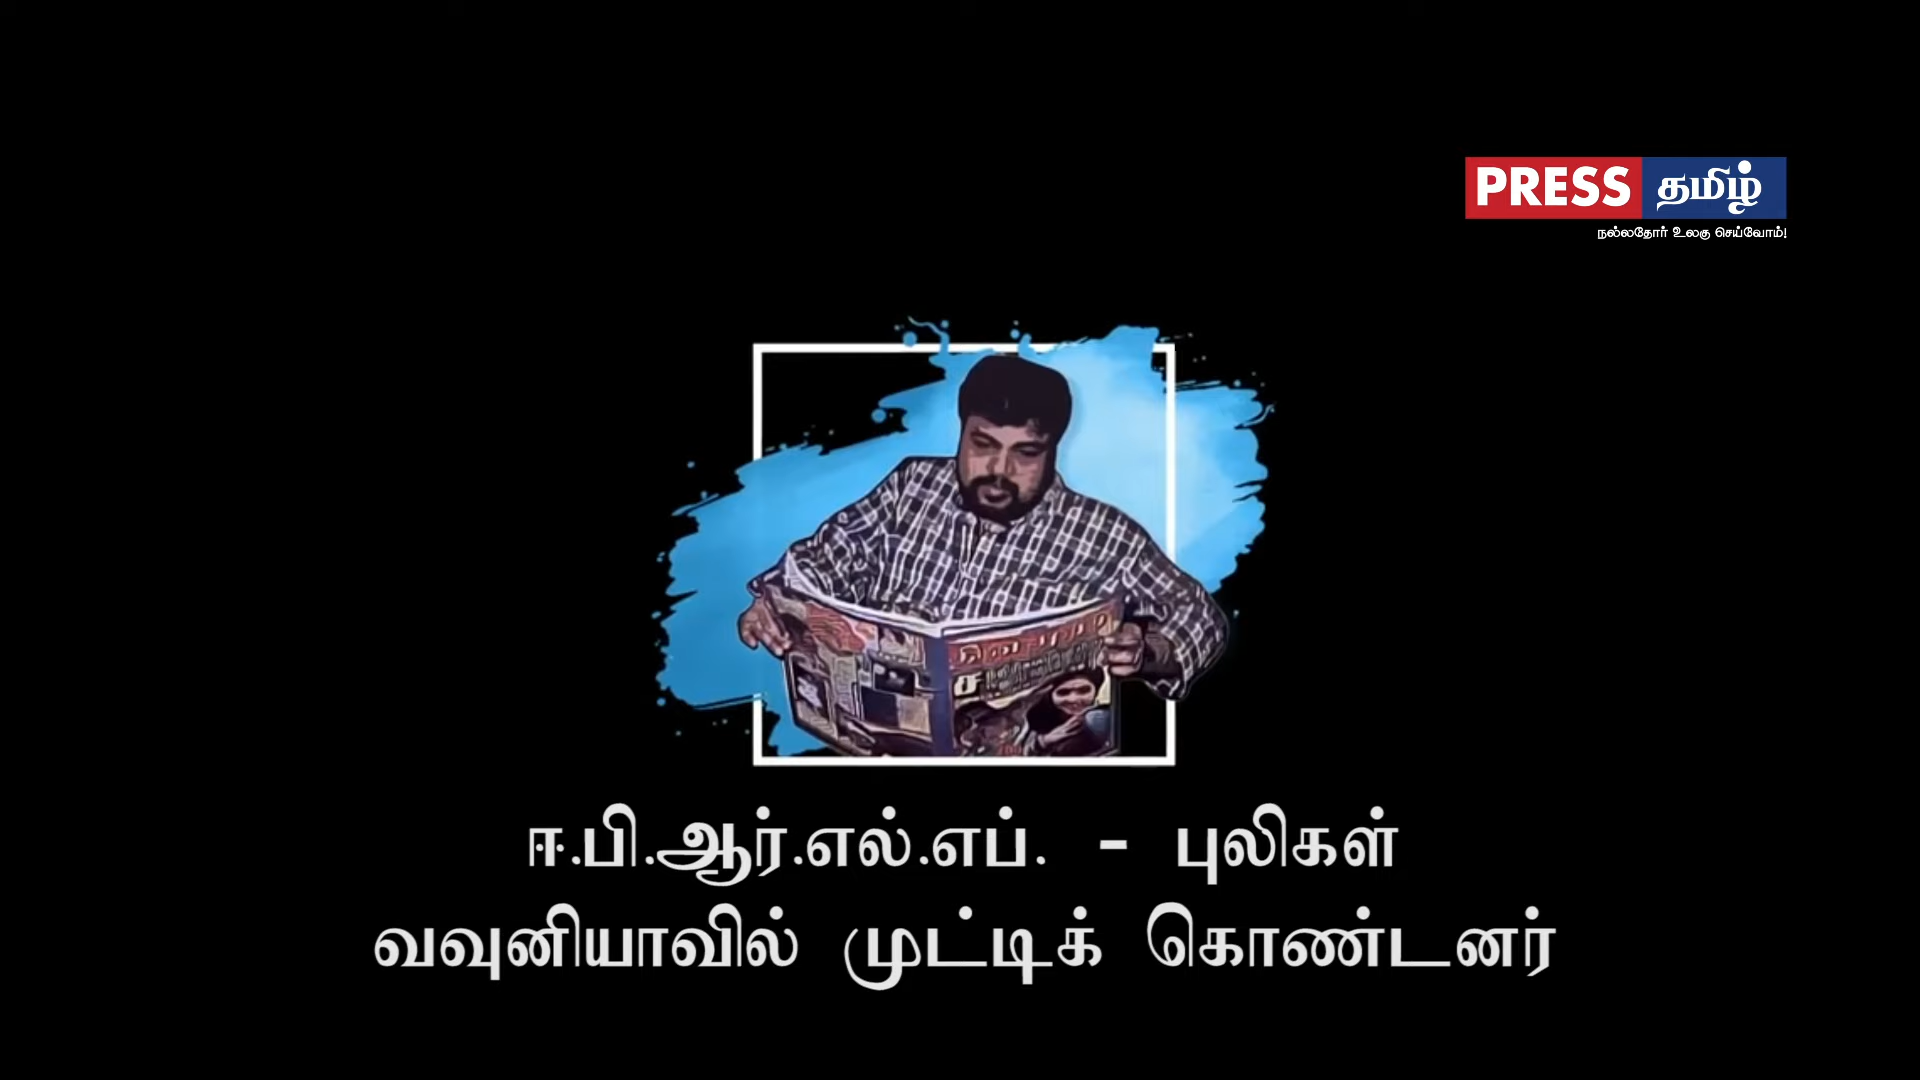 PRESS தமிழ்
நல்லதோர் உலகு செய்வோம்!
ஈ.பி.ஆர்.எல்.எப். - புலிகள்
வவுனியாவில் முட்டிக் கொண்டனர்